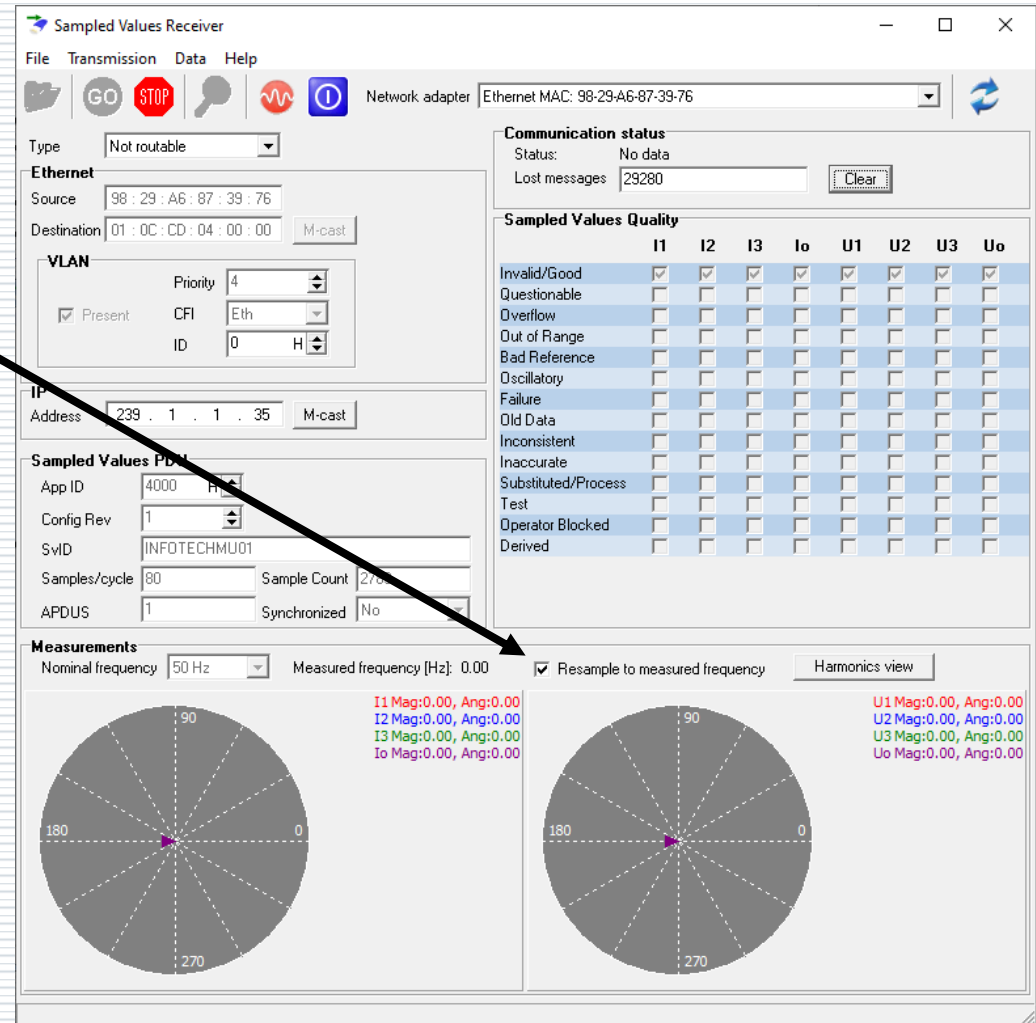 Sampled Values Receiver
File Transmission Data Help
GO STOP Network adapter Ethernet MAC: 98-29-A6-87-39-76
Type Not routable
Ethernet
Source 98 : 29 : A6 : 87 : 39 : 76
Destination 01 : 0C : CD : 04 : 00 : 00 M-cast
VLAN
Priority 4
Present CFI Eth
ID 0 H
IP
Address 239 . 1 . 1 . 35 M-cast
Sampled Values PDU
App ID 4000 H
Config Rev 1
SvID INFOTECHMU01
Samples/cycle 80 Sample Count
APDUS 1 Synchronized No
Communication status
Status: No data
Lost messages 29280 Clear
Sampled Values Quality
I1 I2 I3 Io U1 U2 U3 Uo
Invalid/Good
Questionable
Overflow
Out of Range
Bad Reference
Oscillatory
Failure
Old Data
Inconsistent
Inaccurate
Substituted/Process
Test
Operator Blocked
Derived
Measurements
Nominal frequency 50 Hz Measured frequency [Hz]: 0.00 Resample to measured frequency Harmonics view
I1 Mag:0.00, Ang:0.00
I2 Mag:0.00, Ang:0.00
I3 Mag:0.00, Ang:0.00
Io Mag:0.00, Ang:0.00
90
180 0
270
U1 Mag:0.00, Ang:0.00
U2 Mag:0.00, Ang:0.00
U3 Mag:0.00, Ang:0.00
Uo Mag:0.00, Ang:0.00
90
180 0
270